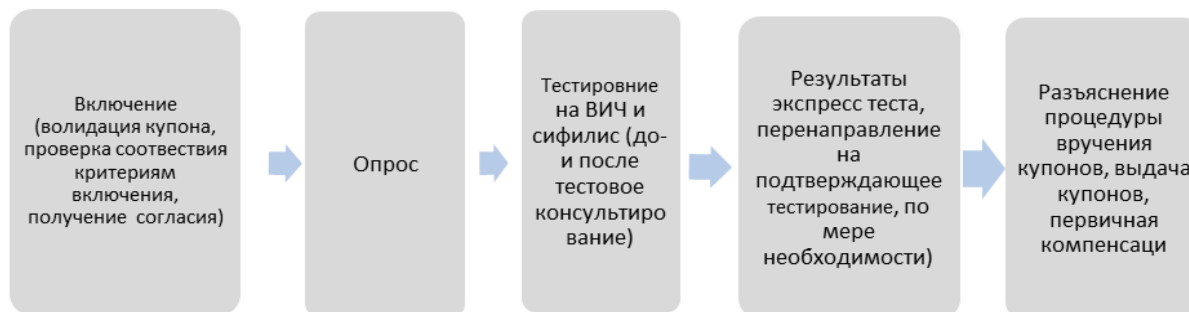 Включение
(волидация купона,
проверка соотвествия
критериям
включения,
получение согласия)
Опрос
Тестировние
на ВИЧ и
сифилис (до-
и после
тестовое
консультиро
вание)
Результаты
экспресс теста,
перенаправление
на
подтверждающее
тестирование, по
мере
необходимости)
Разъяснение
процедуры
вручения
купонов, выдача
купонов,
первичная
компенсаци